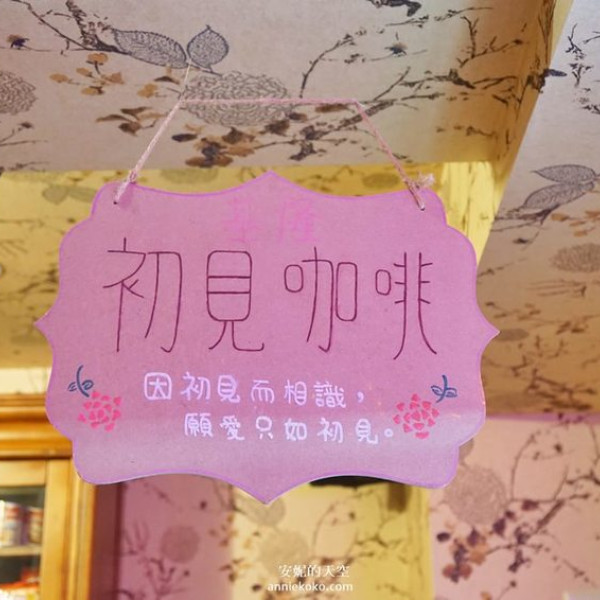 初見咖啡
因初見而相識，
願愛只如初見。
安妮的天空
anniekoko.com